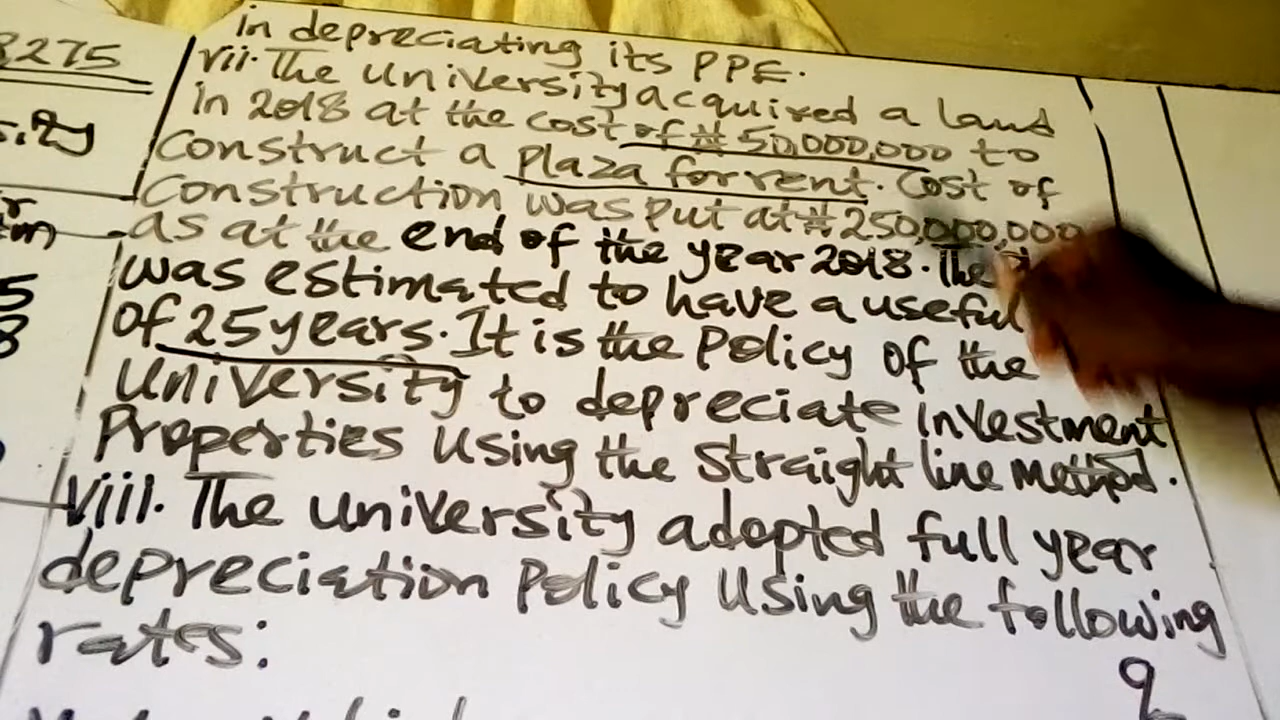 8,275
in depreciating its PPE.
vii. The University acquired a land
in 2018 at the cost of ₦50,000,000 to
construct a plaza for rent. Cost of
construction was put at ₦250,000,000
as at the end of the year 2018. The
was estimated to have a useful
of 25 years. It is the policy of the
University to depreciate investment
Properties using the straight line method.
viii. The university adopted full year
depreciation policy using the following
rates: